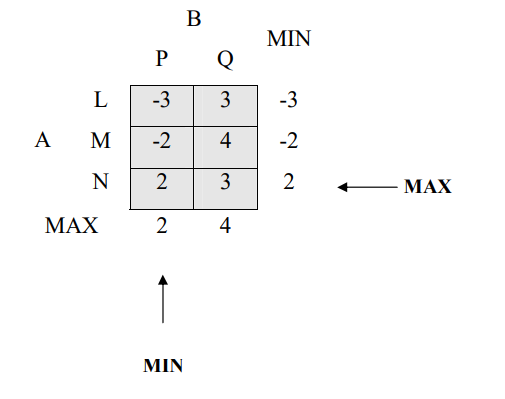 B
MIN
P Q
L -3 3 -3
A M -2 4 -2
N 2 3 2 MAX
MAX 2 4
MIN